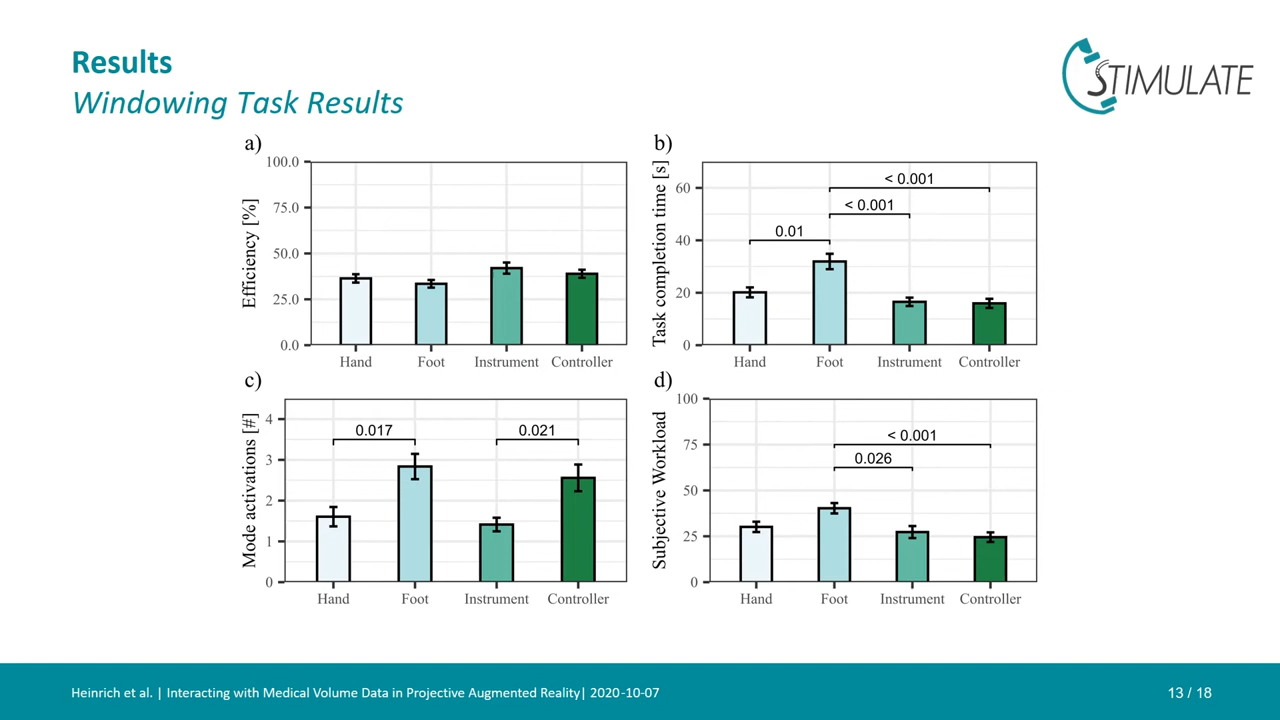 Results
Windowing Task Results
STIMULATE
a)
Efficiency [%]
100.0
75.0
50.0
25.0
0.0
Hand Foot Instrument Controller
b)
Task completion time [s]
60
40
20
0
< 0.001
< 0.001
0.01
Hand Foot Instrument Controller
c)
Mode activations [#]
4
3
2
1
0
0.017 0.021
Hand Foot Instrument Controller
d)
Subjective Workload
100
75
50
25
0
< 0.001
0.026
Hand Foot Instrument Controller
Heinrich et al. | Interacting with Medical Volume Data in Projective Augmented Reality| 2020-10-07
13 / 18